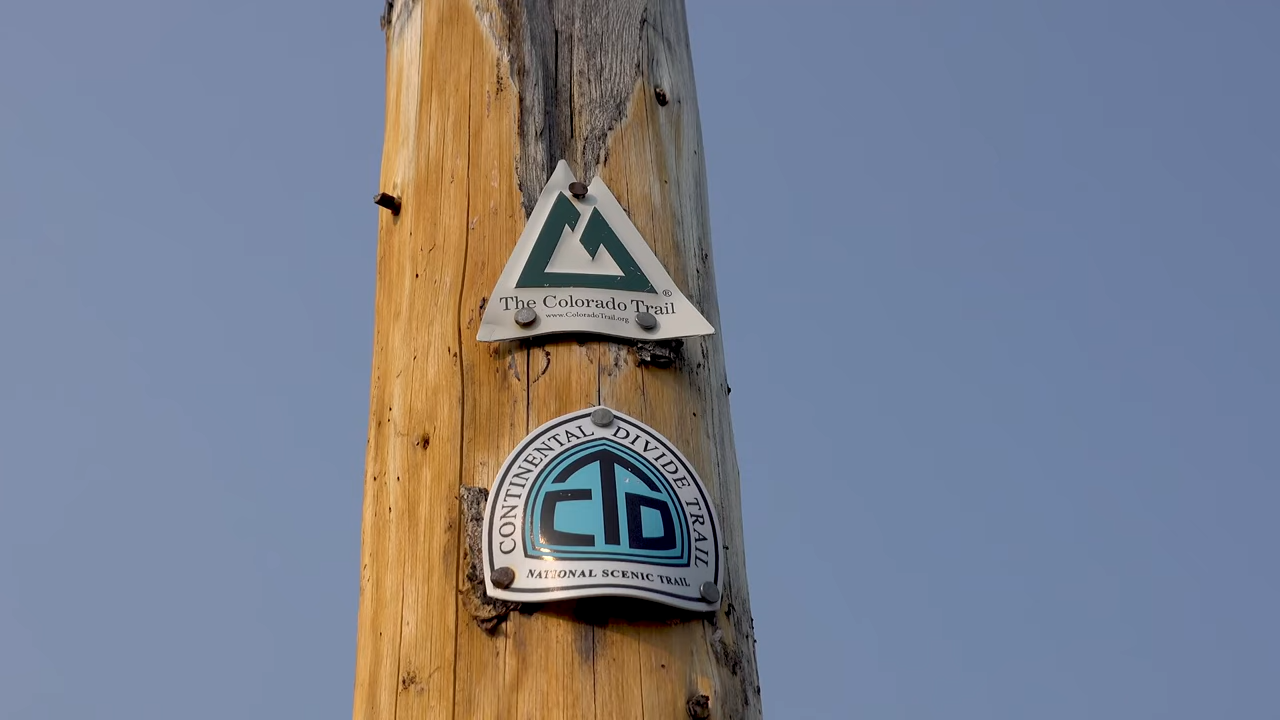 The Colorado Trail ®
www.ColoradoTrail.org
CONTINENTAL DIVIDE TRAIL
CTD
NATIONAL SCENIC TRAIL